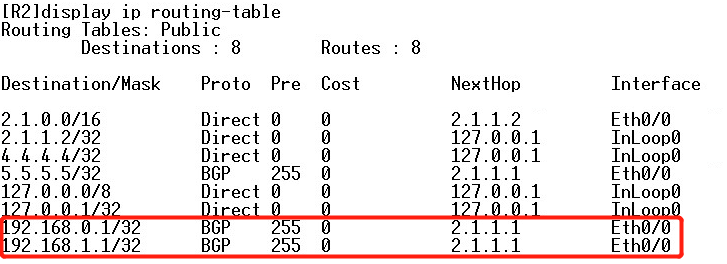 [R2]display ip routing-table
Routing Tables: Public
Destinations : 8 Routes : 8
Destination/Mask Proto Pre Cost NextHop Interface
2.1.0.0/16 Direct 0 0 2.1.1.2 Eth0/0
2.1.1.2/32 Direct 0 0 127.0.0.1 InLoop0
4.4.4.4/32 Direct 0 0 127.0.0.1 InLoop0
5.5.5.5/32 BGP 255 0 2.1.1.1 Eth0/0
127.0.0.0/8 Direct 0 0 127.0.0.1 InLoop0
127.0.0.1/32 Direct 0 0 127.0.0.1 InLoop0
192.168.0.1/32 BGP 255 0 2.1.1.1 Eth0/0
192.168.1.1/32 BGP 255 0 2.1.1.1 Eth0/0